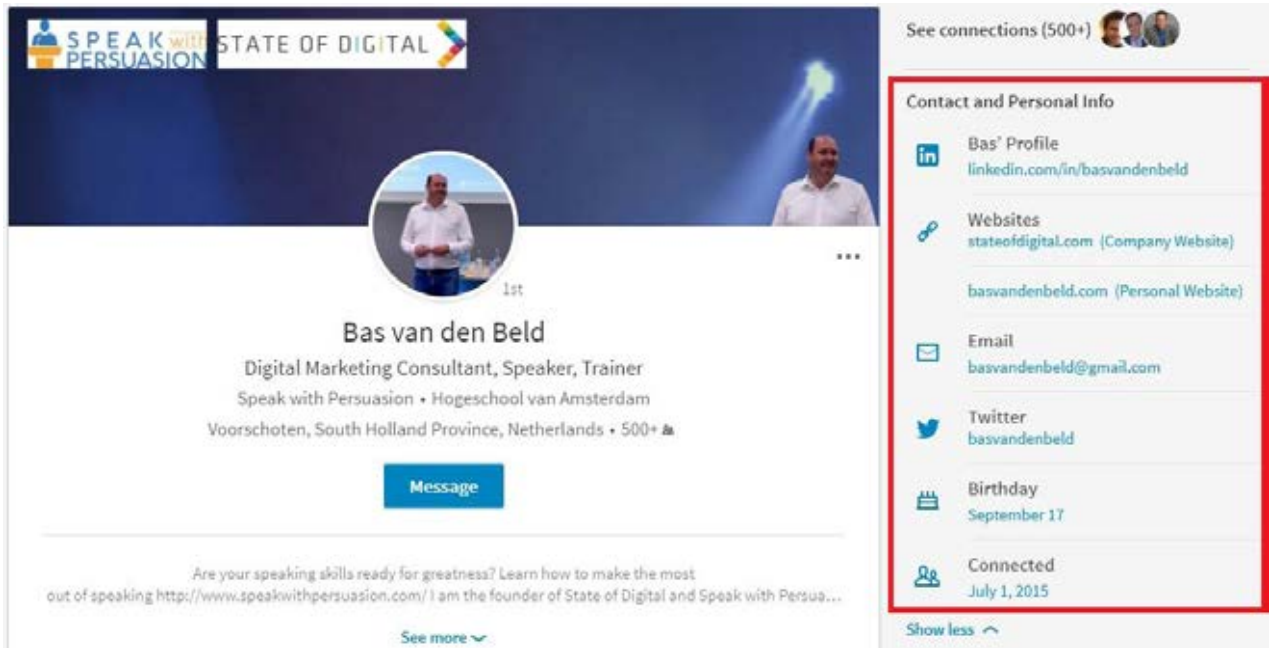 SPEAK with
PERSUASION
STATE OF DIGITAL
1st
Bas van den Beld
Digital Marketing Consultant, Speaker, Trainer
Speak with Persuasion • Hogeschool van Amsterdam
Voorschoten, South Holland Province, Netherlands • 500+
Message
Are your speaking skills ready for greatness? Learn how to make the most
out of speaking http://www.speakwithpersuasion.com/ I am the founder of State of Digital and Speak with Persua...
See more
See connections (500+)
Contact and Personal Info
Bas' Profile
linkedin.com/in/basvandenbeld
Websites
stateofdigital.com (Company Website)
basvandenbeld.com (Personal Website)
Email
basvandenbeld@gmail.com
Twitter
basvandenbeld
Birthday
September 17
Connected
July 1, 2015
Show less